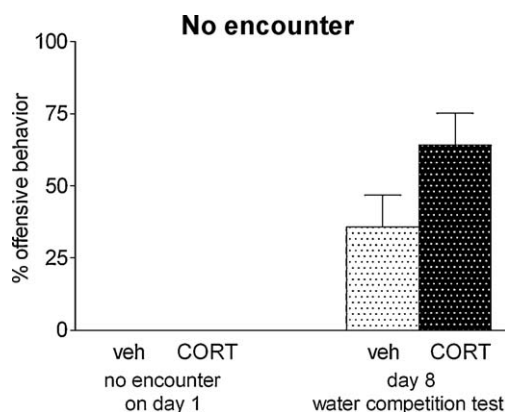 No encounter
% offensive behavior
100
75
50
25
0
veh CORT veh CORT
no encounter day 8
on day 1 water competition test